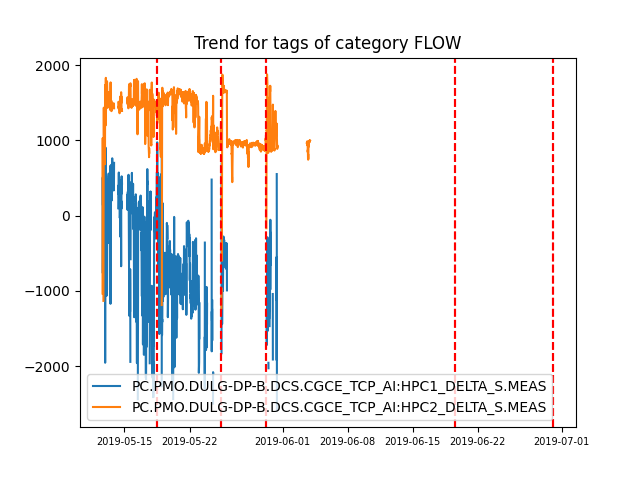 Trend for tags of category FLOW
2000
1000
0
−1000
−2000
PC.PMO.DULG-DP-B.DCS.CGCE_TCP_AI:HPC1_DELTA_S.MEAS
PC.PMO.DULG-DP-B.DCS.CGCE_TCP_AI:HPC2_DELTA_S.MEAS
2019-05-15 2019-05-22 2019-06-01 2019-06-08 2019-06-15 2019-06-22 2019-07-01